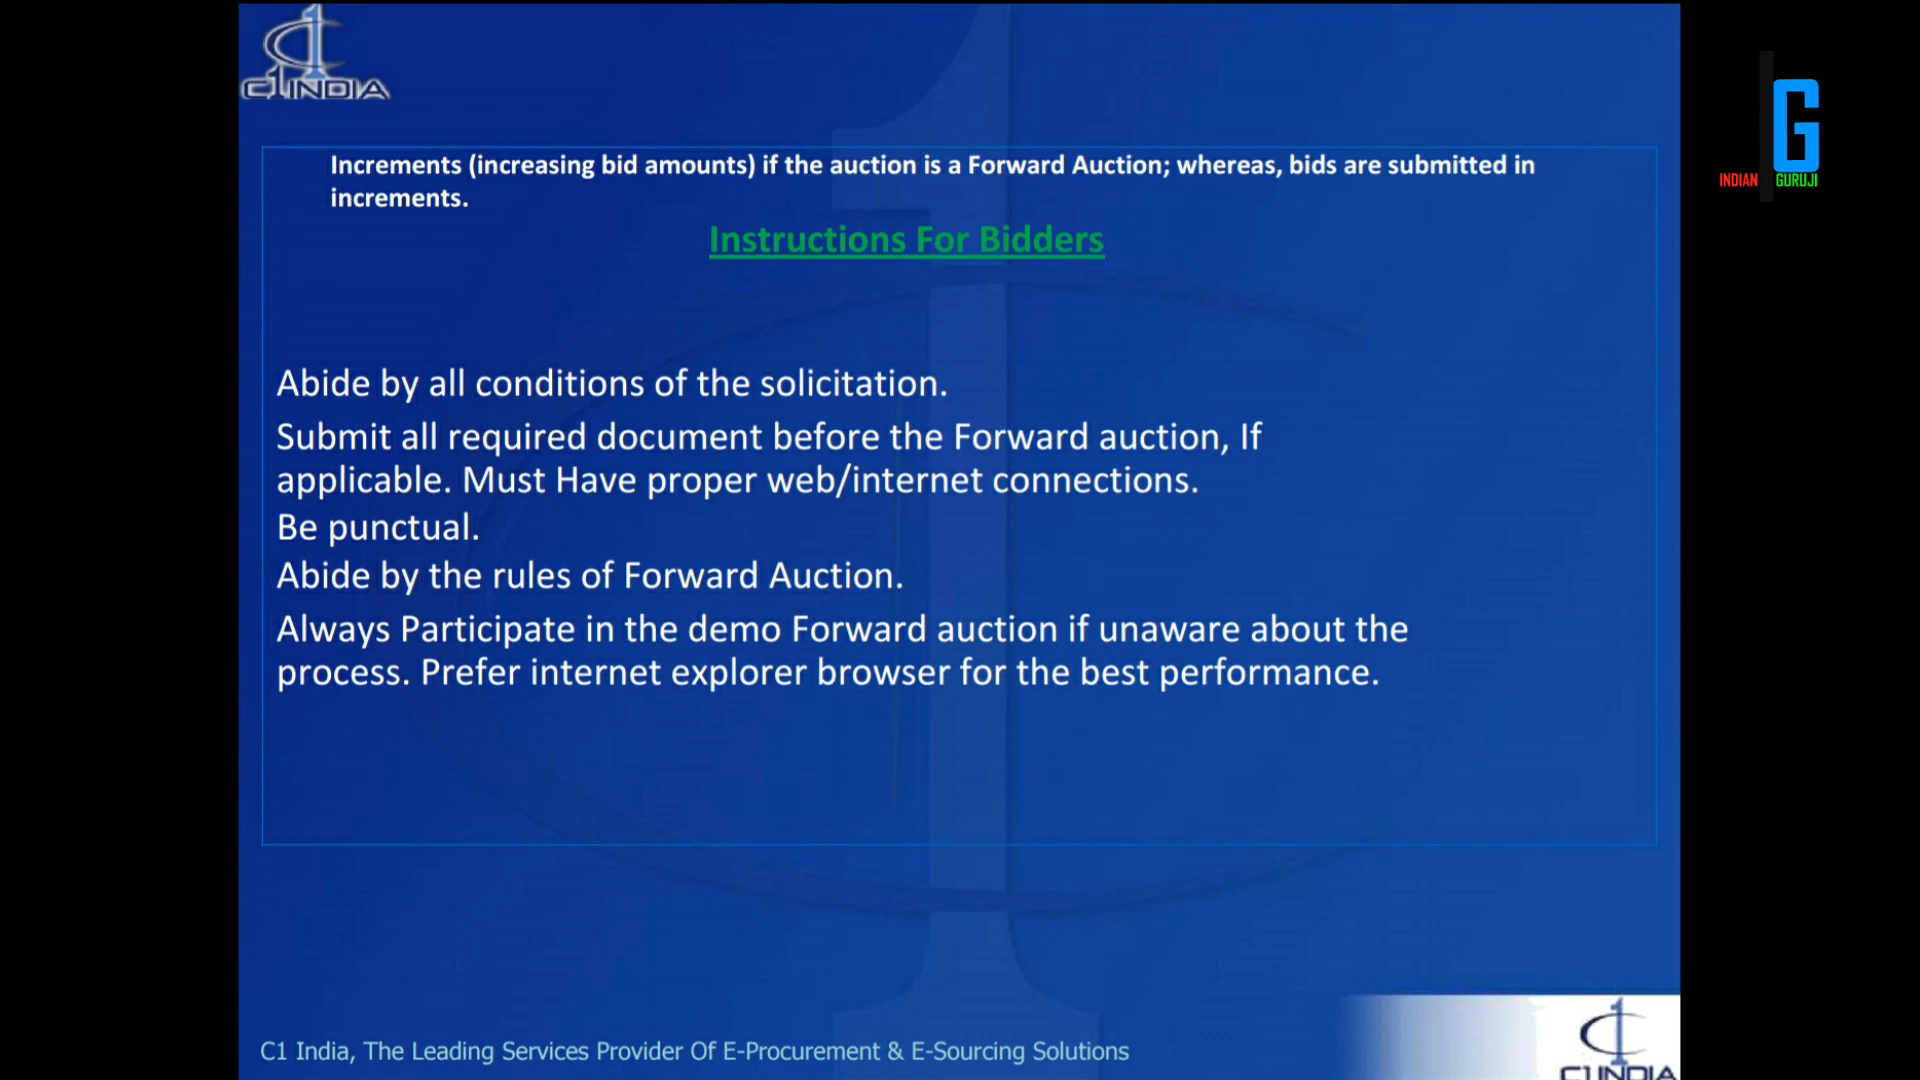 C1 INDIA
INDIAN GURUJI
Increments (increasing bid amounts) if the auction is a Forward Auction; whereas, bids are submitted in
increments.
Instructions For Bidders
Abide by all conditions of the solicitation.
Submit all required document before the Forward auction, If
applicable. Must Have proper web/internet connections.
Be punctual.
Abide by the rules of Forward Auction.
Always Participate in the demo Forward auction if unaware about the
process. Prefer internet explorer browser for the best performance.
C1 India, The Leading Services Provider Of E-Procurement & E-Sourcing Solutions
C1 INDIA